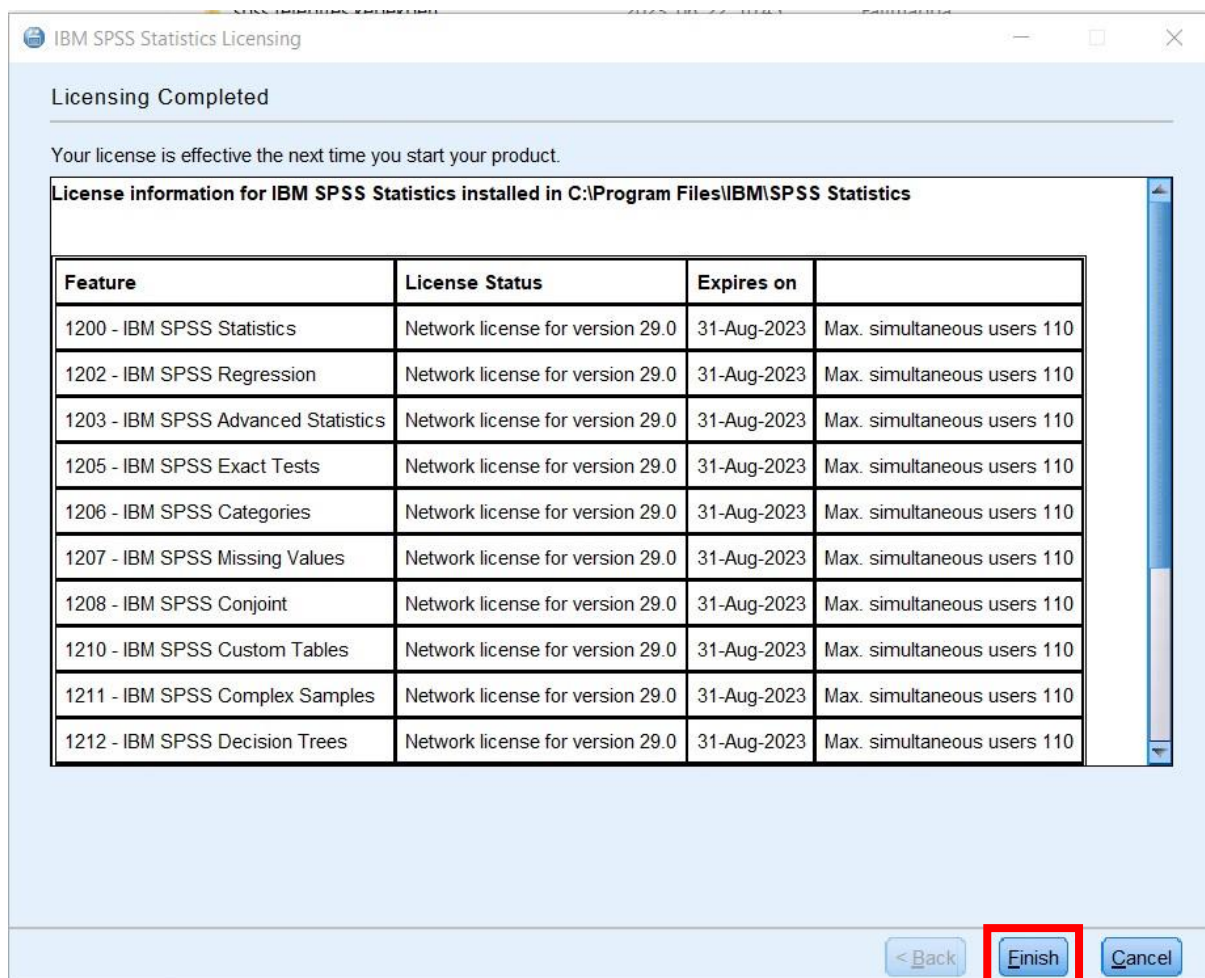 IBM SPSS Statistics Licensing
Licensing Completed
Your license is effective the next time you start your product.
License information for IBM SPSS Statistics installed in C:\Program Files\IBM\SPSS Statistics
Feature License Status Expires on
1200 - IBM SPSS Statistics Network license for version 29.0 31-Aug-2023 Max. simultaneous users 110
1202 - IBM SPSS Regression Network license for version 29.0 31-Aug-2023 Max. simultaneous users 110
1203 - IBM SPSS Advanced Statistics Network license for version 29.0 31-Aug-2023 Max. simultaneous users 110
1205 - IBM SPSS Exact Tests Network license for version 29.0 31-Aug-2023 Max. simultaneous users 110
1206 - IBM SPSS Categories Network license for version 29.0 31-Aug-2023 Max. simultaneous users 110
1207 - IBM SPSS Missing Values Network license for version 29.0 31-Aug-2023 Max. simultaneous users 110
1208 - IBM SPSS Conjoint Network license for version 29.0 31-Aug-2023 Max. simultaneous users 110
1210 - IBM SPSS Custom Tables Network license for version 29.0 31-Aug-2023 Max. simultaneous users 110
1211 - IBM SPSS Complex Samples Network license for version 29.0 31-Aug-2023 Max. simultaneous users 110
1212 - IBM SPSS Decision Trees Network license for version 29.0 31-Aug-2023 Max. simultaneous users 110
< Back Finish Cancel